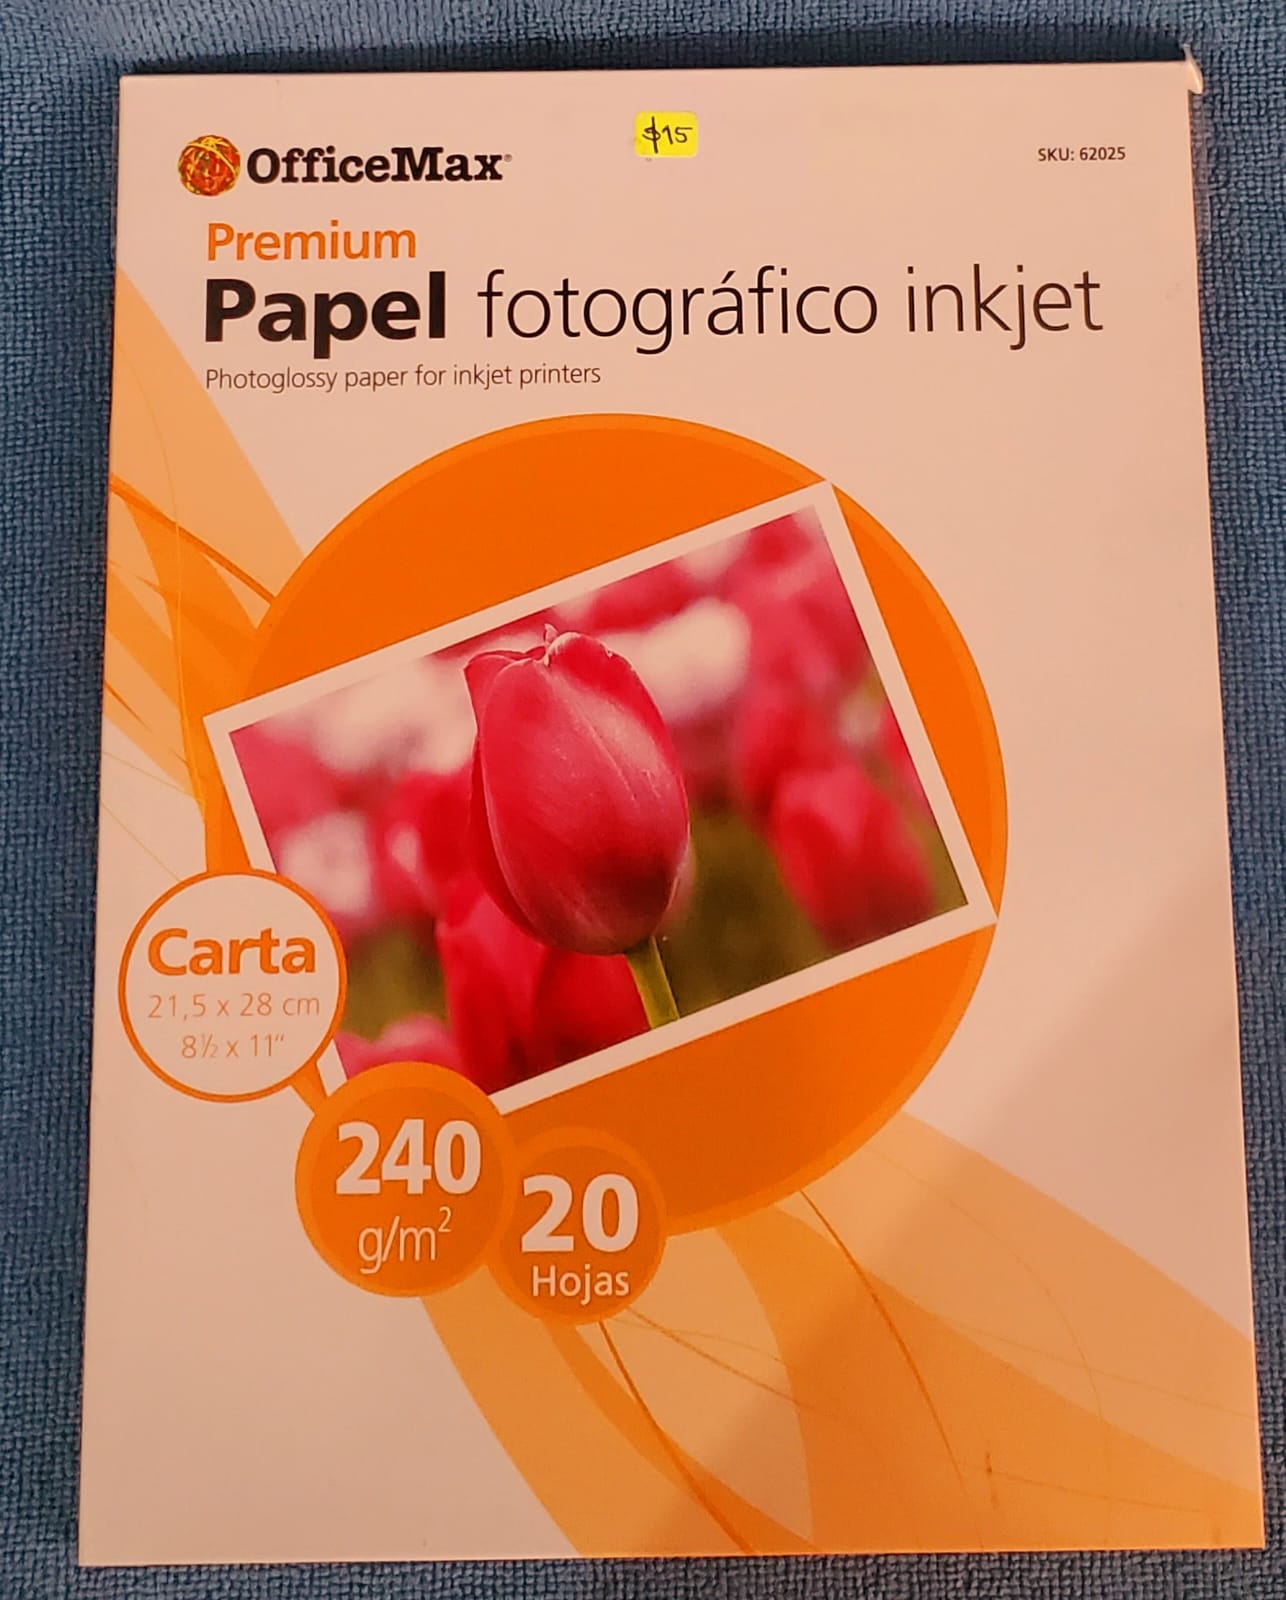 $15
OfficeMax®
SKU: 62025
Premium
Papel fotográfico inkjet
Photoglossy paper for inkjet printers
Carta
21,5 x 28 cm
8½ x 11"
240
g/m²
20
Hojas